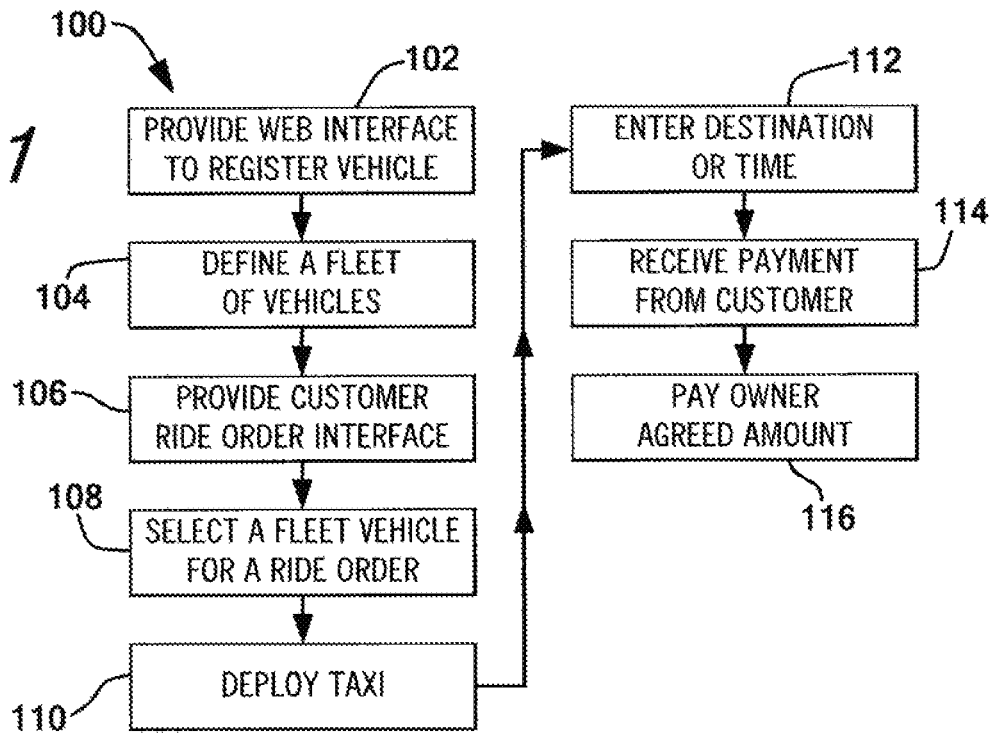 100
102
1
PROVIDE WEB INTERFACE
TO REGISTER VEHICLE
104
DEFINE A FLEET
OF VEHICLES
106
PROVIDE CUSTOMER
RIDE ORDER INTERFACE
108
SELECT A FLEET VEHICLE
FOR A RIDE ORDER
110
DEPLOY TAXI
112
ENTER DESTINATION
OR TIME
114
RECEIVE PAYMENT
FROM CUSTOMER
PAY OWNER
AGREED AMOUNT
116